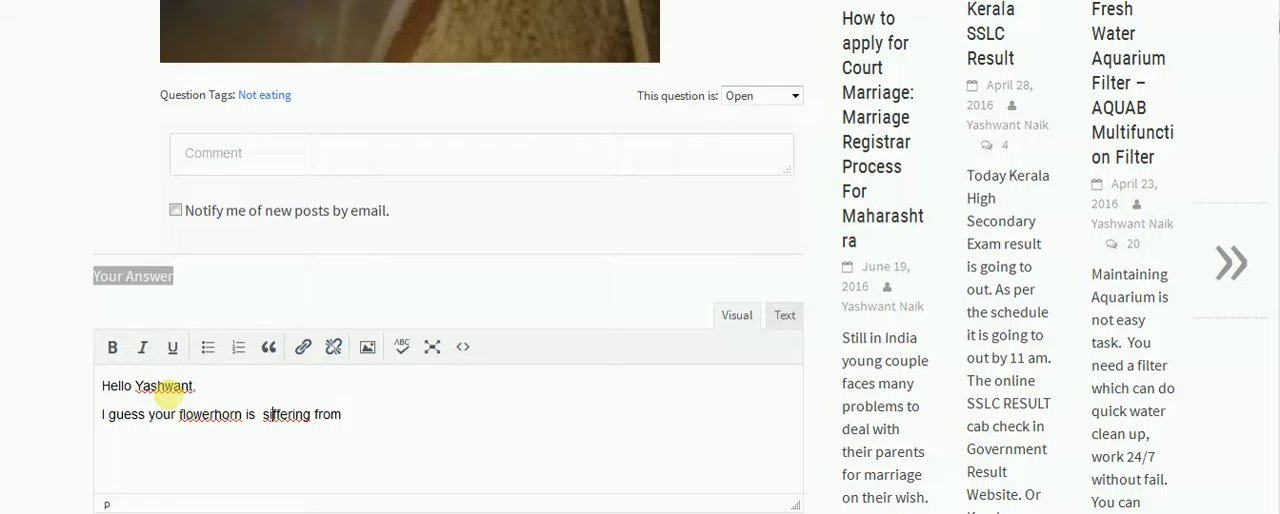 Question Tags: Not eating
This question is: Open
Comment
Notify me of new posts by email.
Your Answer
Visual Text
B I U ABC
Hello Yashwant,
I guess your flowerhorn is siffering from
p
How to
apply for
Court
Marriage:
Marriage
Registrar
Process
For
Maharasht
ra
June 19,
2016
Yashwant Naik
Still in India
young couple
faces many
problems to
deal with
their parents
for marriage
on their wish.
Kerala
SSLC
Result
April 28,
2016
Yashwant Naik
4
Today Kerala
High
Secondary
Exam result
is going to
out. As per
the schedule
it is going to
out by 11 am.
The online
SSLC RESULT
cab check in
Government
Result
Website. Or
Fresh
Water
Aquarium
Filter –
AQUAB
Multifuncti
on Filter
April 23,
2016
Yashwant Naik
20
Maintaining
Aquarium is
not easy
task. You
need a filter
which can do
quick water
clean up,
work 24/7
without fail.
You can